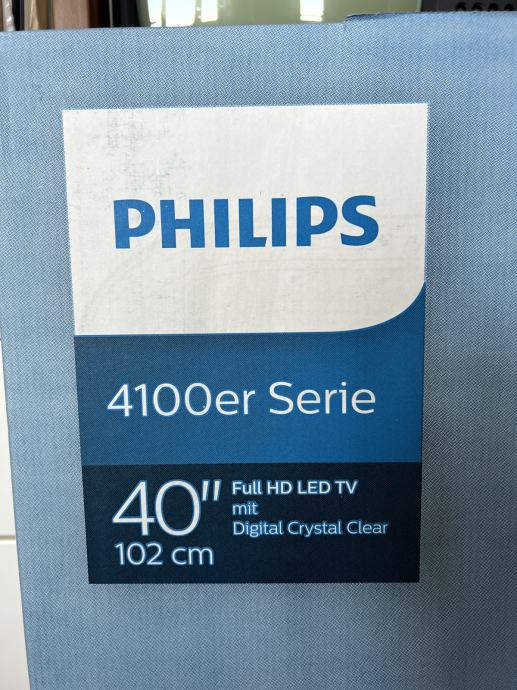 PHILIPS
4100er Serie
40"
102 cm
Full HD LED TV
mit
Digital Crystal Clear